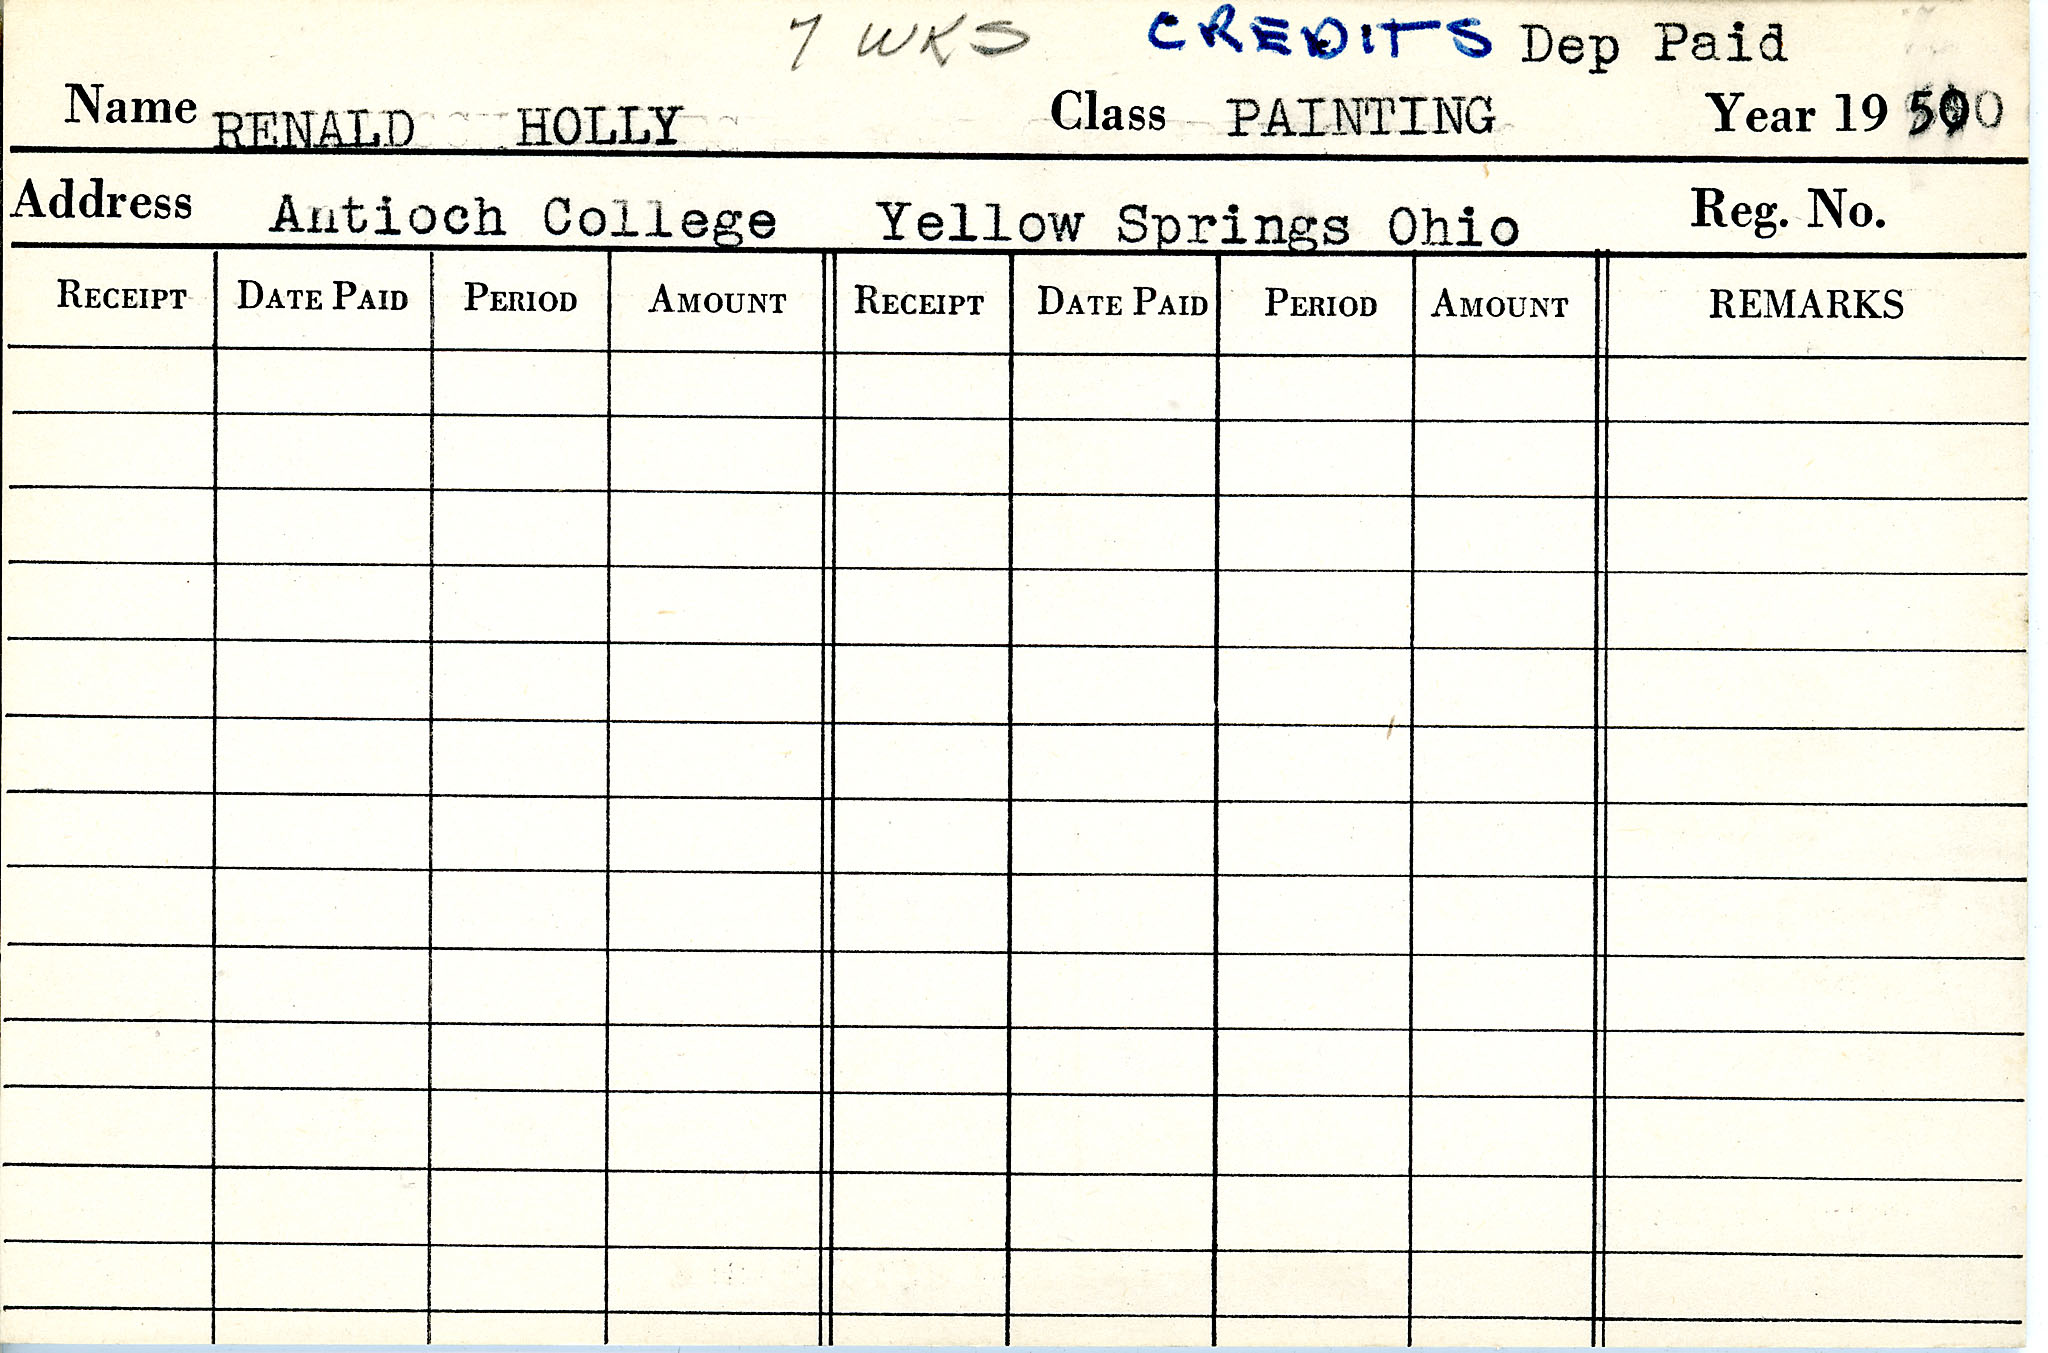 7 WKS CREDITS Dep Paid
Name RENALD HOLLY Class PAINTING Year 19
Address Antioch College Yellow Springs Ohio Reg. No.
RECEIPT DATE PAID PERIOD AMOUNT RECEIPT DATE PAID PERIOD AMOUNT REMARKS